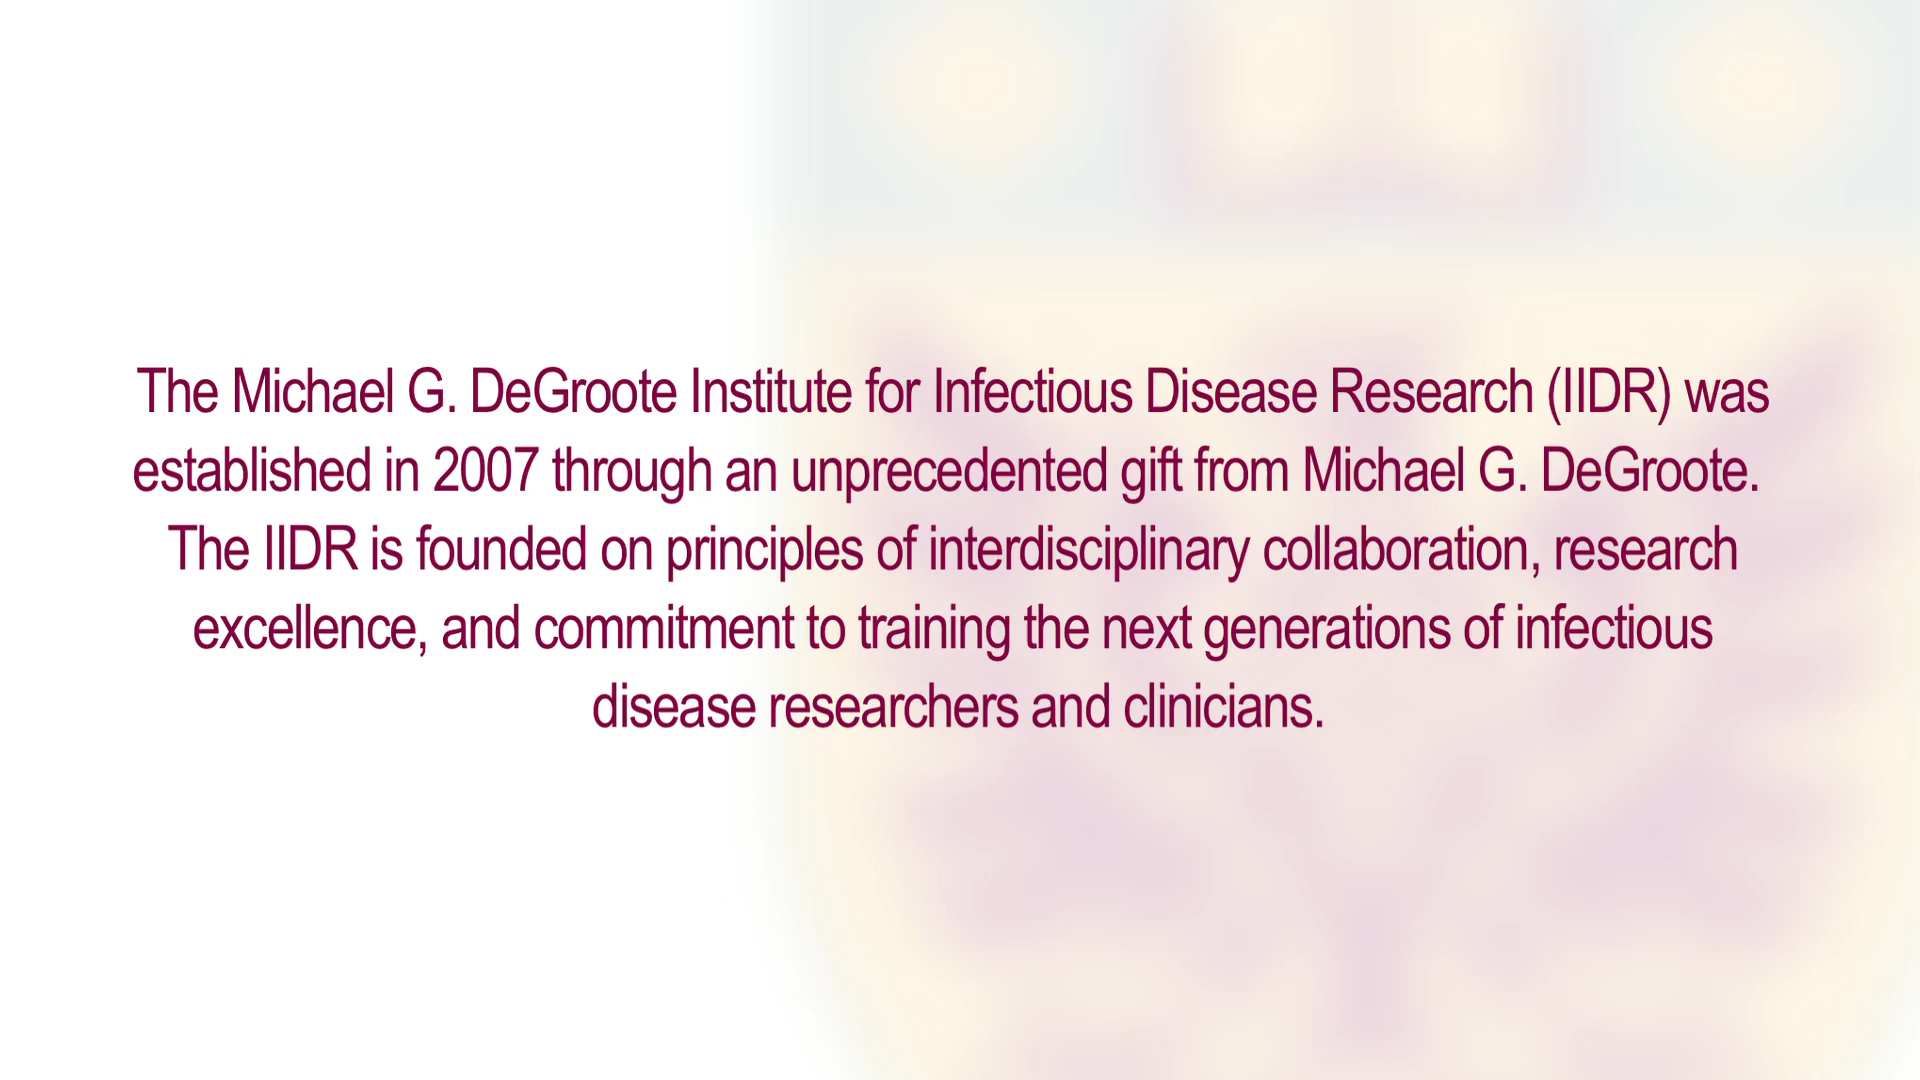 The Michael G. DeGroote Institute for Infectious Disease Research (IIDR) was
established in 2007 through an unprecedented gift from Michael G. DeGroote.
The IIDR is founded on principles of interdisciplinary collaboration, research
excellence, and commitment to training the next generations of infectious
disease researchers and clinicians.